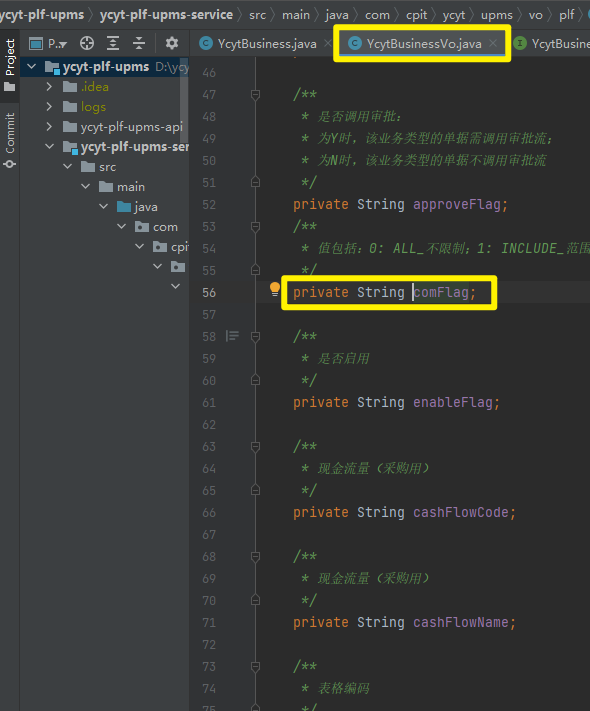 ycyt-plf-upms › ycyt-plf-upms-service › src › main › java › com › cpit › ycyt › upms › vo › plf ›
Project
Commit
P..
YcytBusiness.java ×
YcytBusinessVo.java ×
YcytBusin
ycyt-plf-upms D:\ycy
.idea
logs
ycyt-plf-upms-api
ycyt-plf-upms-ser
src
main
java
com
cpit
46
47 /**
48 * 是否调用审批:
49 * 为Y时, 该业务类型的单据需调用审批流;
50 * 为N时, 该业务类型的单据不调用审批流
51 */
52 private String approveFlag;
53 /**
54 * 值包括: 0: ALL_不限制; 1: INCLUDE_范围
55 */
56 private String comFlag;
57
58 /**
59 * 是否启用
60 */
61 private String enableFlag;
62
63 /**
64 * 现金流量 (采购用)
65 */
66 private String cashFlowCode;
67
68 /**
69 * 现金流量 (采购用)
70 */
71 private String cashFlowName;
72
73 /**
74 * 表格编码
75 */